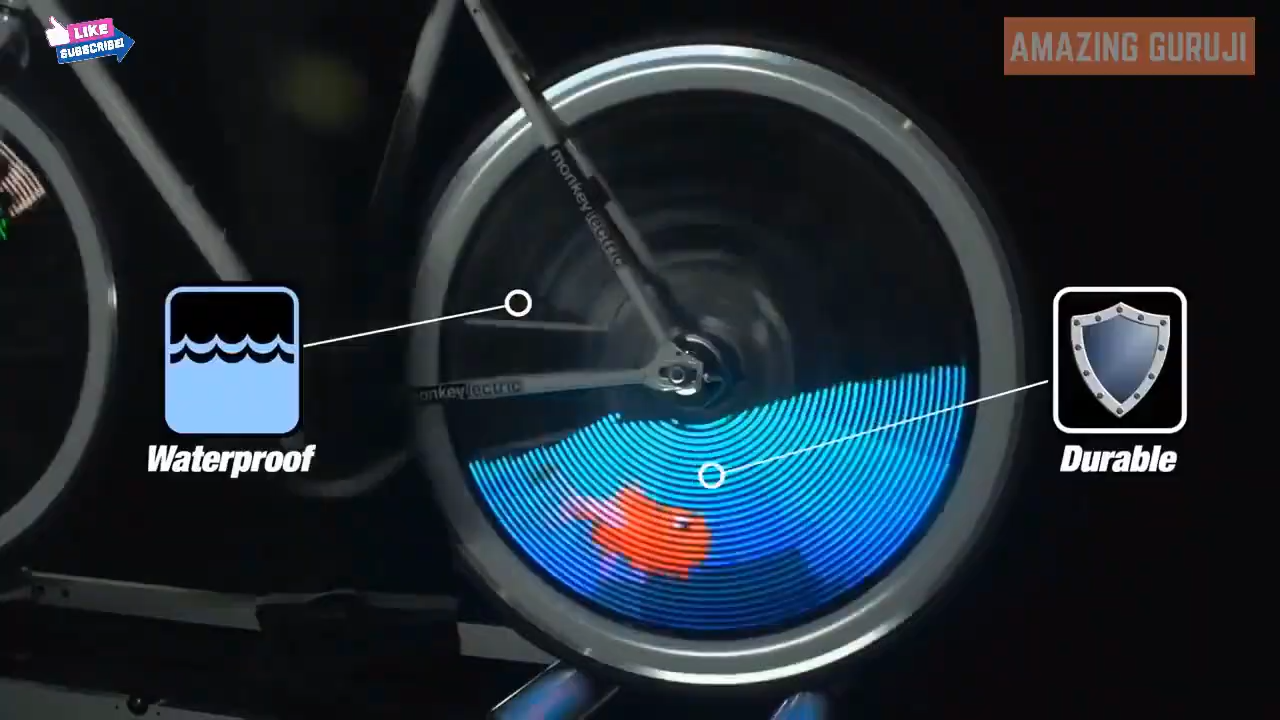 LIKE
SUBSCRIBE!
AMAZING GURUJI
monkeylectric
monkeylectric
Waterproof
Durable